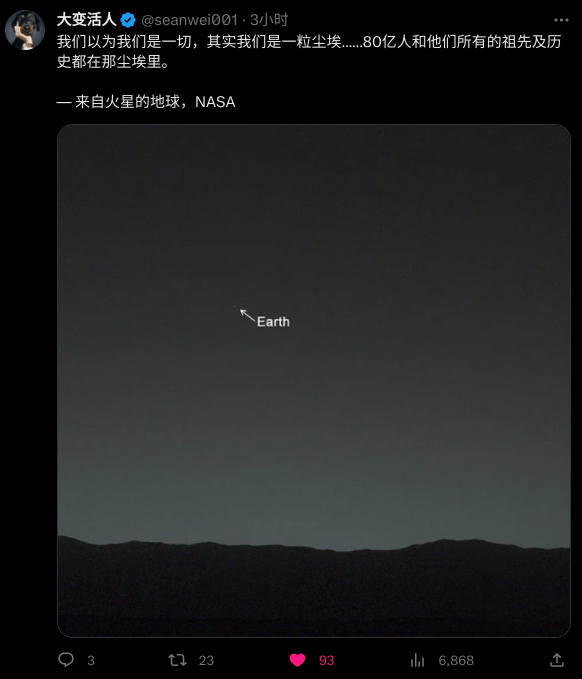 大变活人 @seanwei001 · 3小时
我们以为我们是一切，其实我们是一粒尘埃……80亿人和他们所有的祖先及历
史都在那尘埃里。
— 来自火星的地球，NASA
Earth
3 23 93 6,868